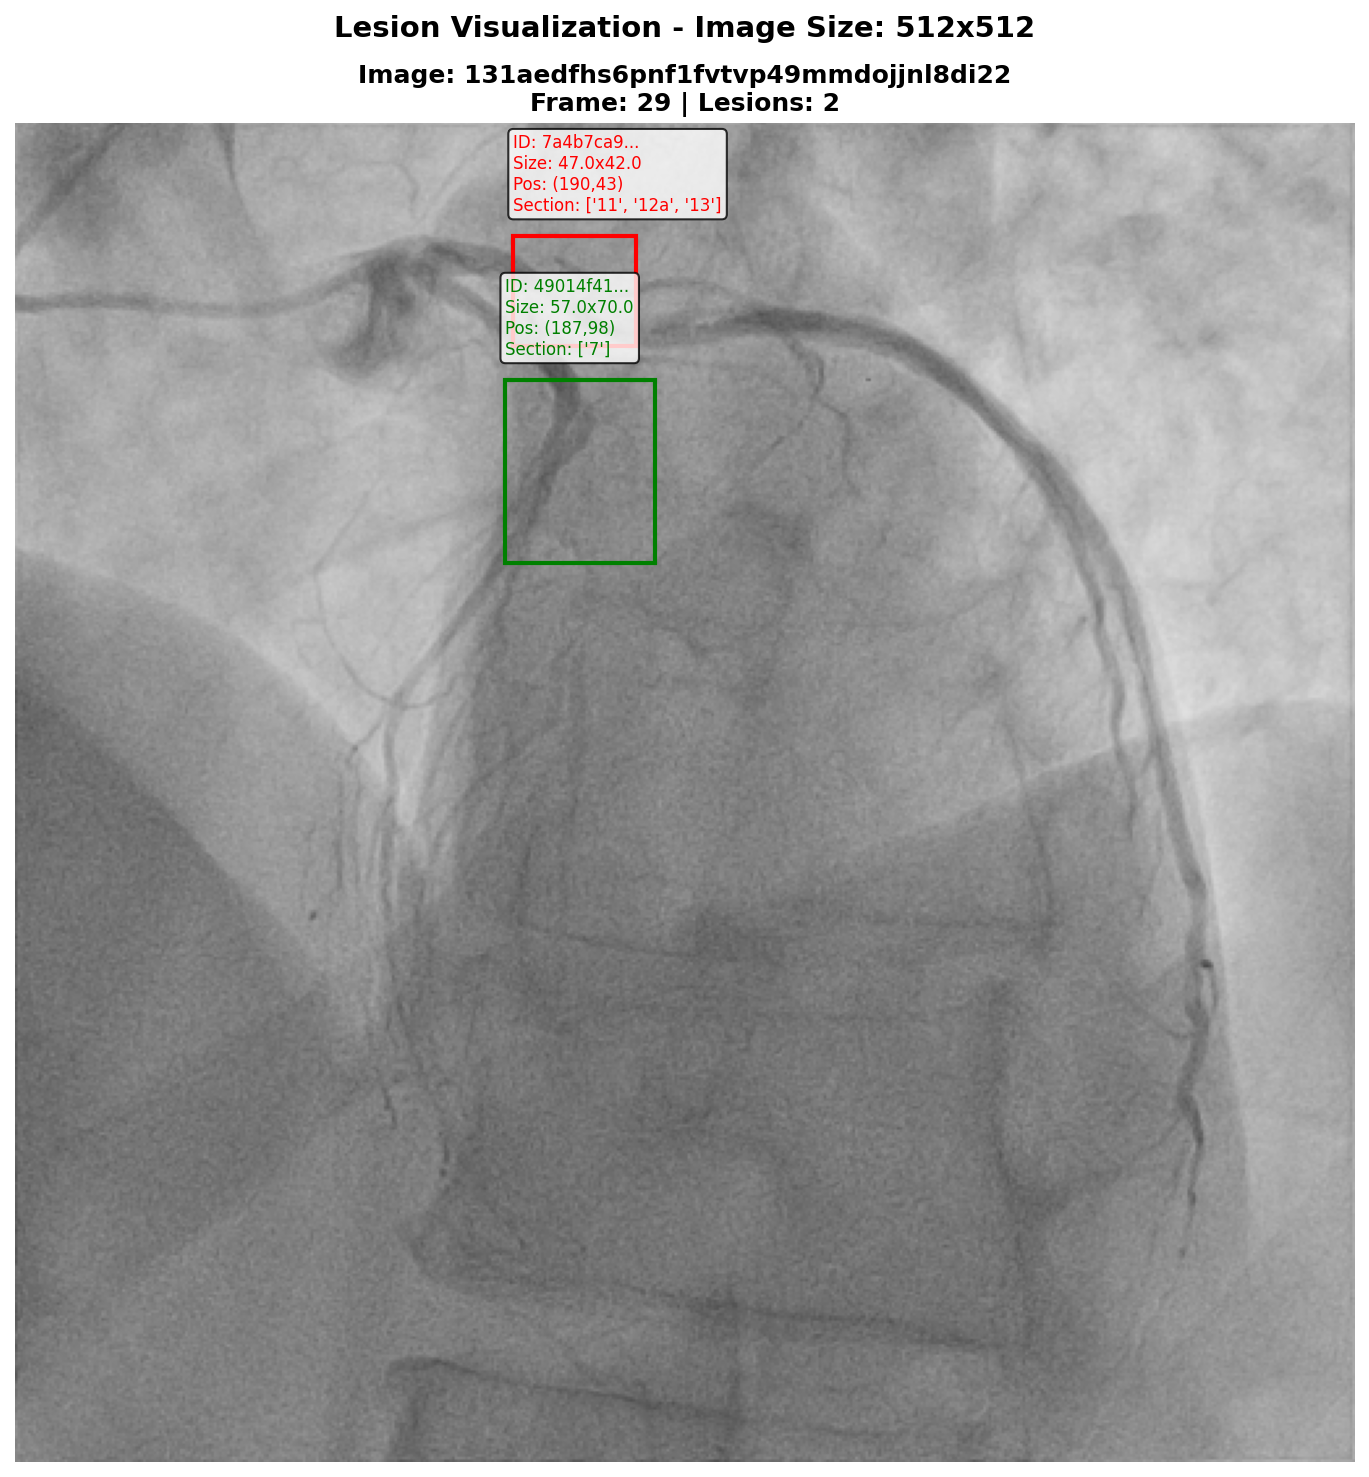 Lesion Visualization - Image Size: 512x512
Image: 131aedfhs6pnf1fvtvp49mmdojjnl8di22
Frame: 29 | Lesions: 2
ID: 7a4b7ca9...
Size: 47.0x42.0
Pos: (190,43)
Section: ['11', '12a', '13']
ID: 49014f41...
Size: 57.0x70.0
Pos: (187,98)
Section: ['7']